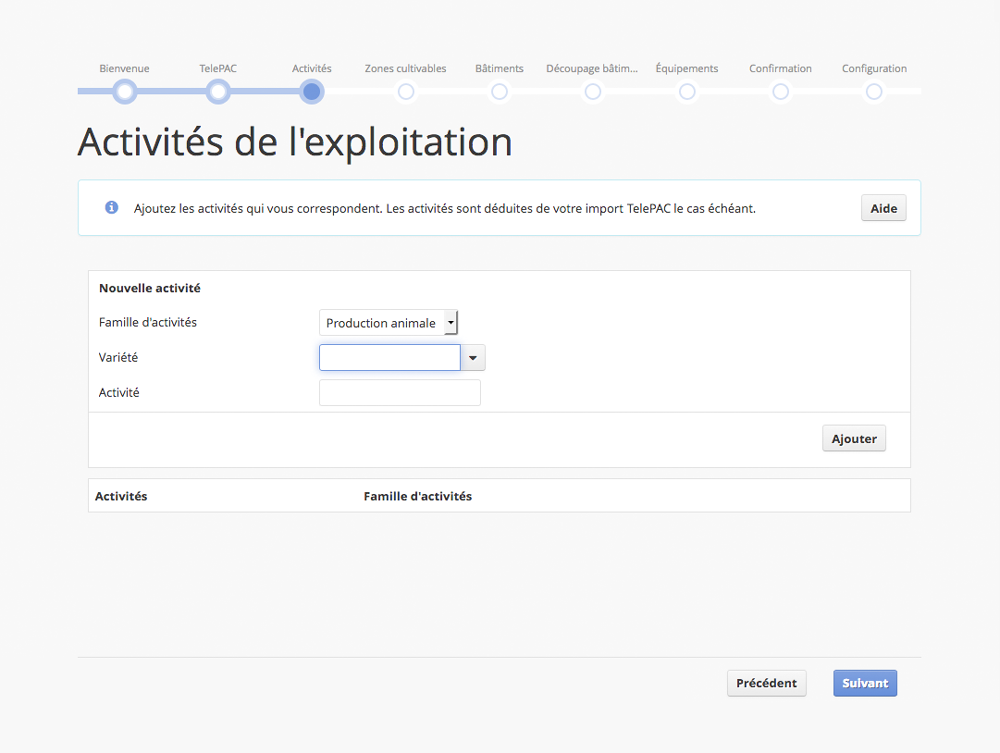 Bienvenue TelePAC Activités Zones cultivables Bâtiments Découpage bâtim... Équipements Confirmation Configuration
Activités de l'exploitation
Ajoutez les activités qui vous correspondent. Les activités sont déduites de votre import TelePAC le cas échéant. Aide
Nouvelle activité
Famille d'activités Production animale
Variété
Activité
Ajouter
Activités Famille d'activités
Précédent Suivant